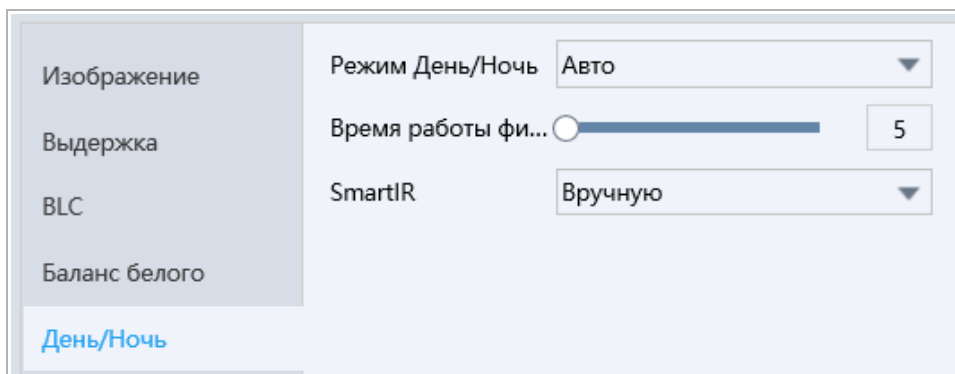 Изображение
Выдержка
BLC
Баланс белого
День/Ночь
Режим День/Ночь Авто
Время работы фи... 5
SmartIR Вручную